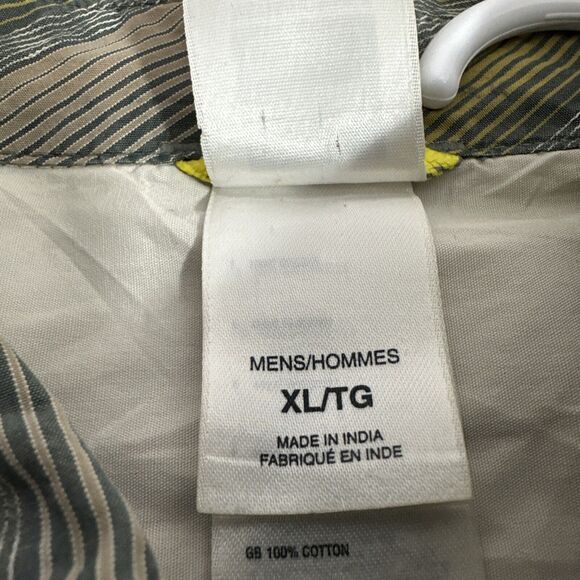 MENS/HOMMES
XL/TG
MADE IN INDIA
FABRIQUÉ EN INDE
GB 100% COTTON